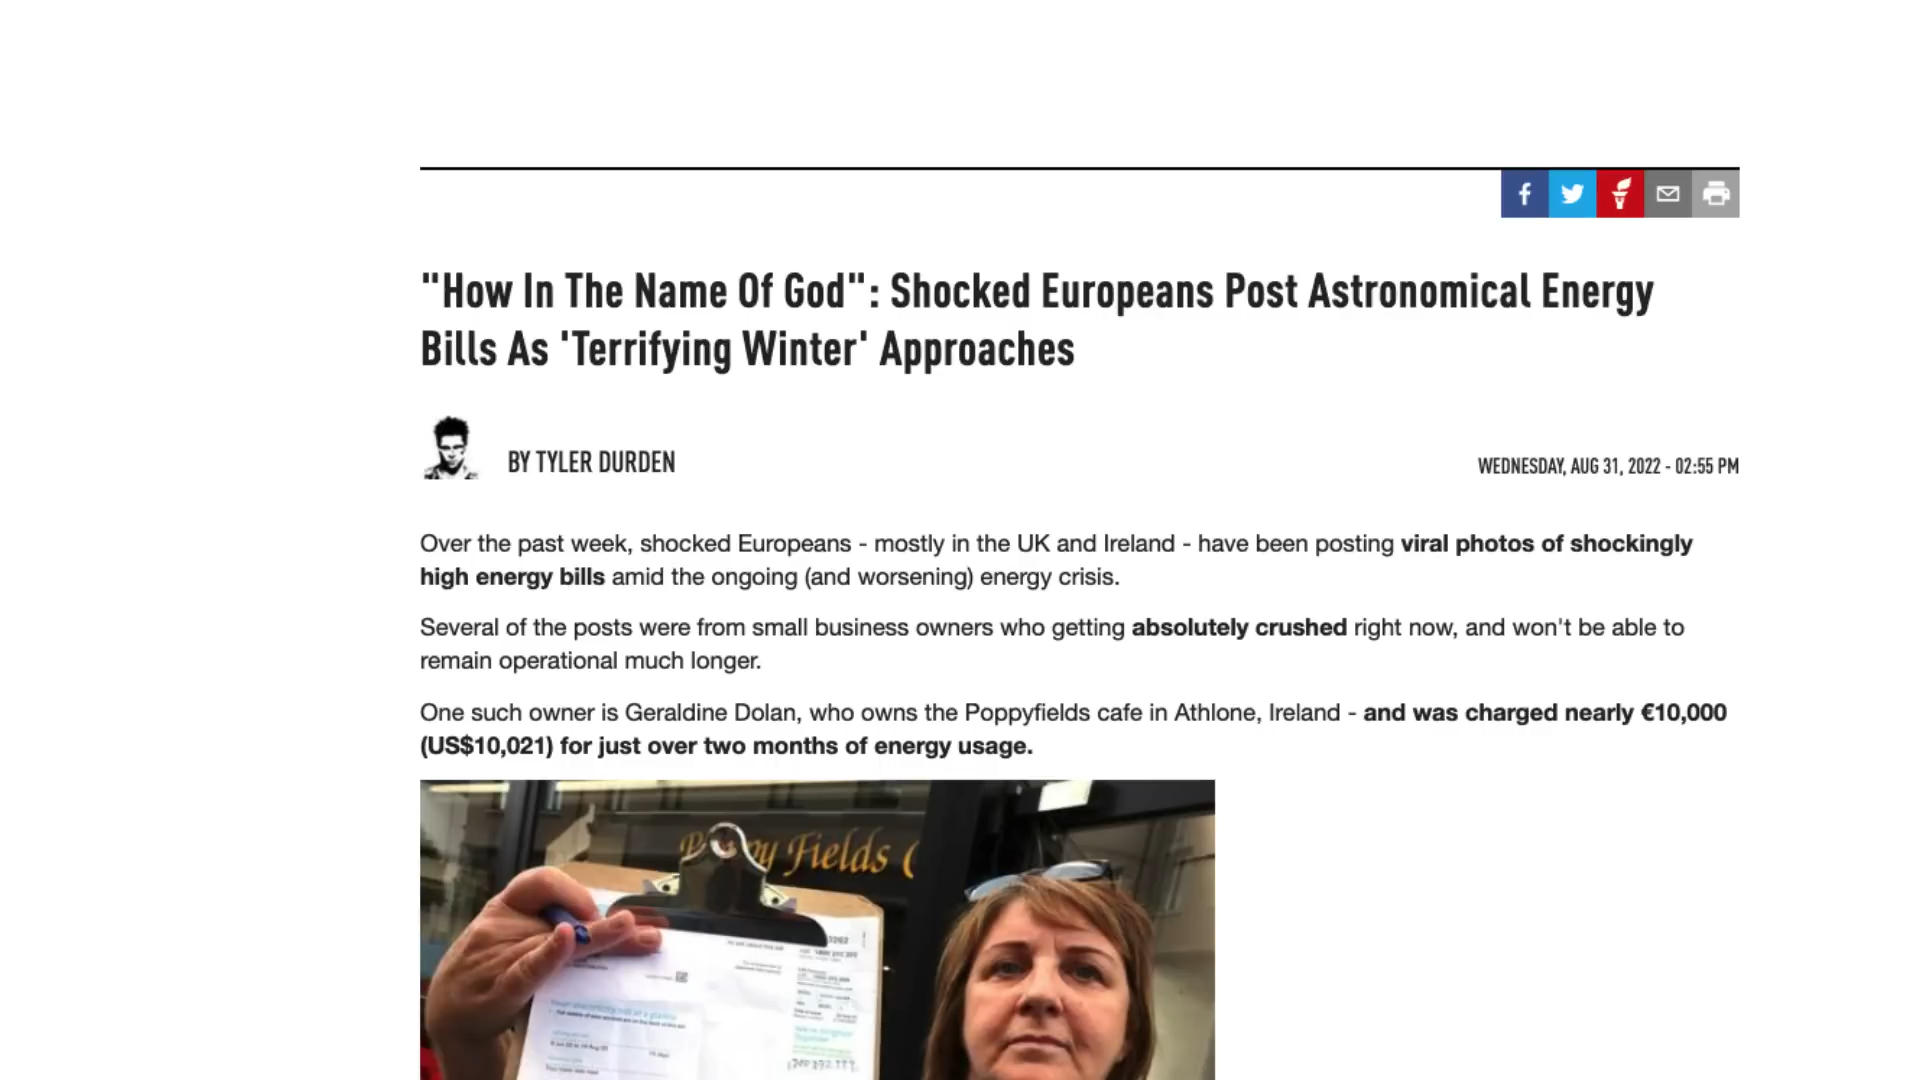 "How In The Name Of God": Shocked Europeans Post Astronomical Energy
Bills As 'Terrifying Winter' Approaches
BY TYLER DURDEN
WEDNESDAY, AUG 31, 2022 - 02:55 PM
Over the past week, shocked Europeans - mostly in the UK and Ireland - have been posting viral photos of shockingly
high energy bills amid the ongoing (and worsening) energy crisis.
Several of the posts were from small business owners who getting absolutely crushed right now, and won't be able to
remain operational much longer.
One such owner is Geraldine Dolan, who owns the Poppyfields cafe in Athlone, Ireland - and was charged nearly €10,000
(US$10,021) for just over two months of energy usage.
Fields (